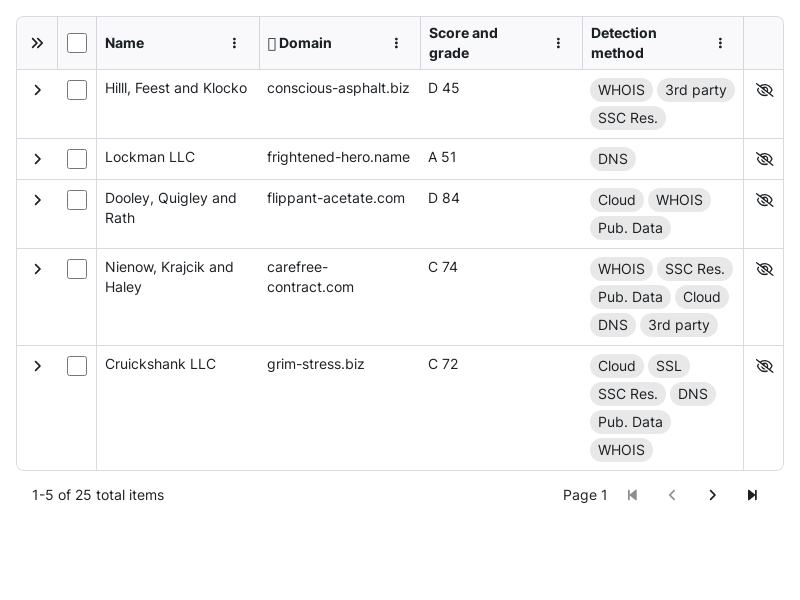 Name
Domain
Score and
grade
Detection
method
Hilll, Feest and Klocko
conscious-asphalt.biz
D 45
WHOIS
3rd party
SSC Res.
Lockman LLC
frightened-hero.name
A 51
DNS
Dooley, Quigley and
Rath
flippant-acetate.com
D 84
Cloud
WHOIS
Pub. Data
Nienow, Krajcik and
Haley
carefree-
contract.com
C 74
WHOIS
SSC Res.
Pub. Data
Cloud
DNS
3rd party
Cruickshank LLC
grim-stress.biz
C 72
Cloud
SSL
SSC Res.
DNS
Pub. Data
WHOIS
1-5 of 25 total items
Page 1